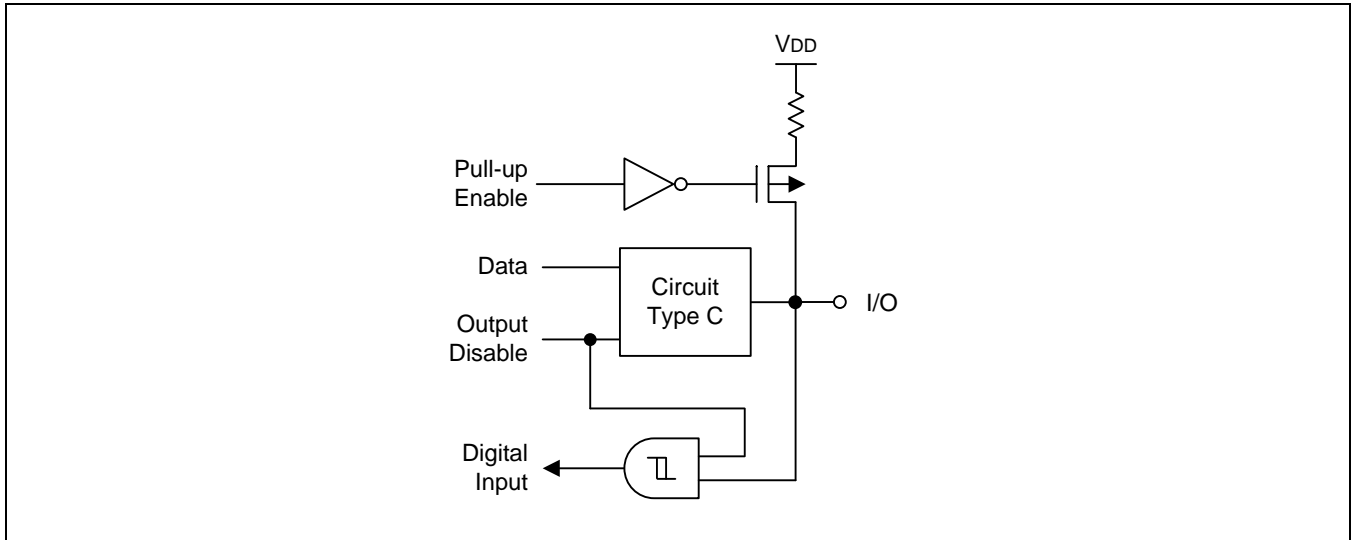 VDD
Pull-up
Enable
Data
Circuit
Type C
I/O
Output
Disable
Digital
Input